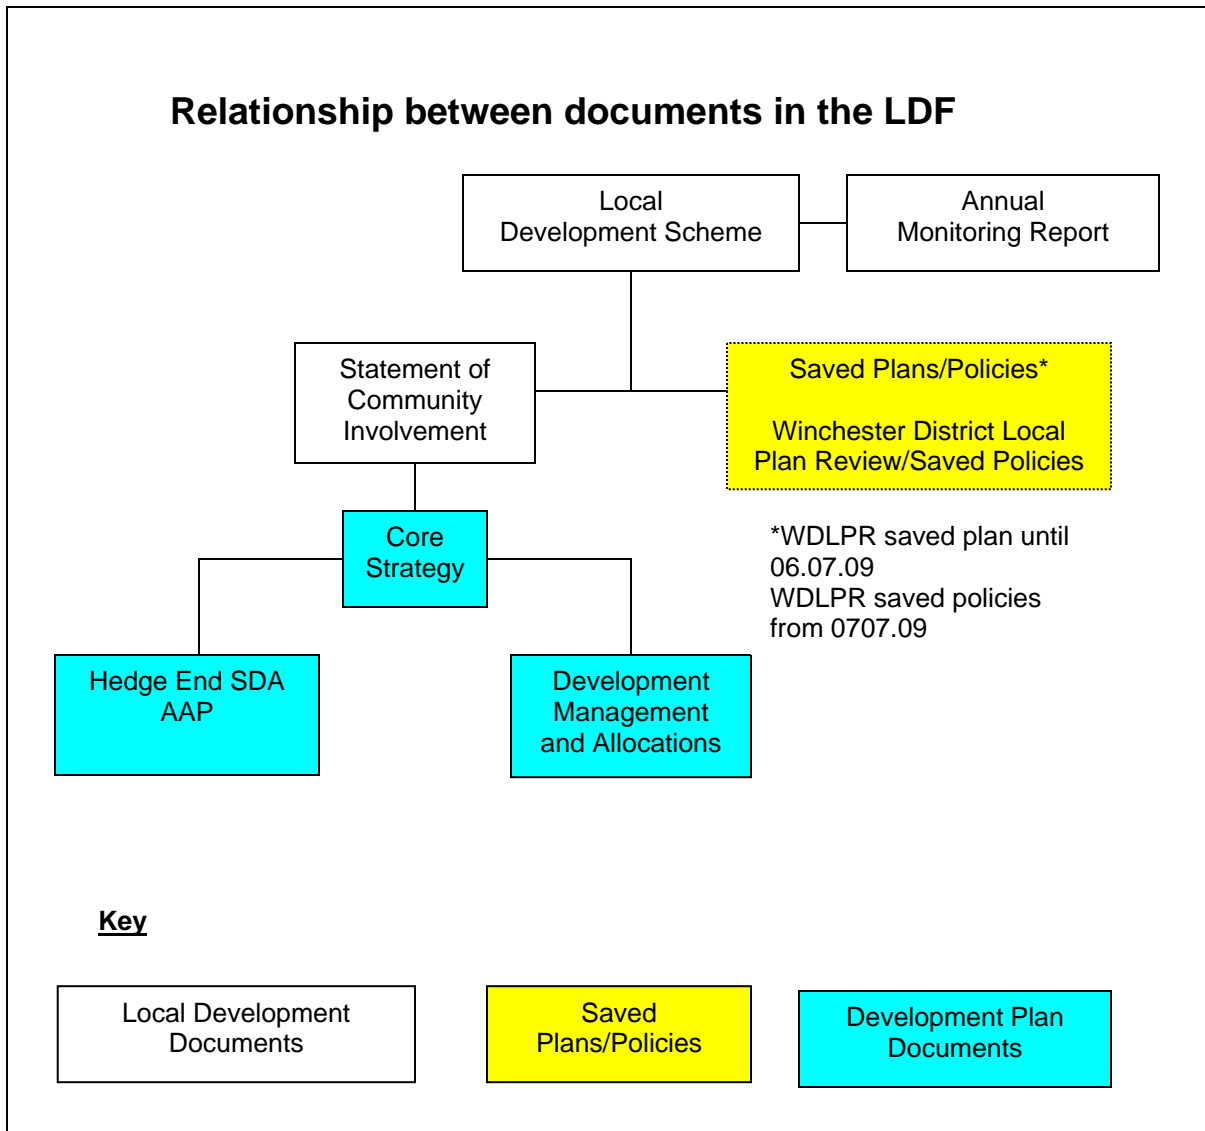 Relationship between documents in the LDF
Local
Development Scheme
Annual
Monitoring Report
Statement of
Community
Involvement
Saved Plans/Policies*
Winchester District Local
Plan Review/Saved Policies
Core
Strategy
*WDLPR saved plan until
06.07.09
WDLPR saved policies
from 0707.09
Hedge End SDA
AAP
Development
Management
and Allocations
Key
Local Development
Documents
Saved
Plans/Policies
Development Plan
Documents